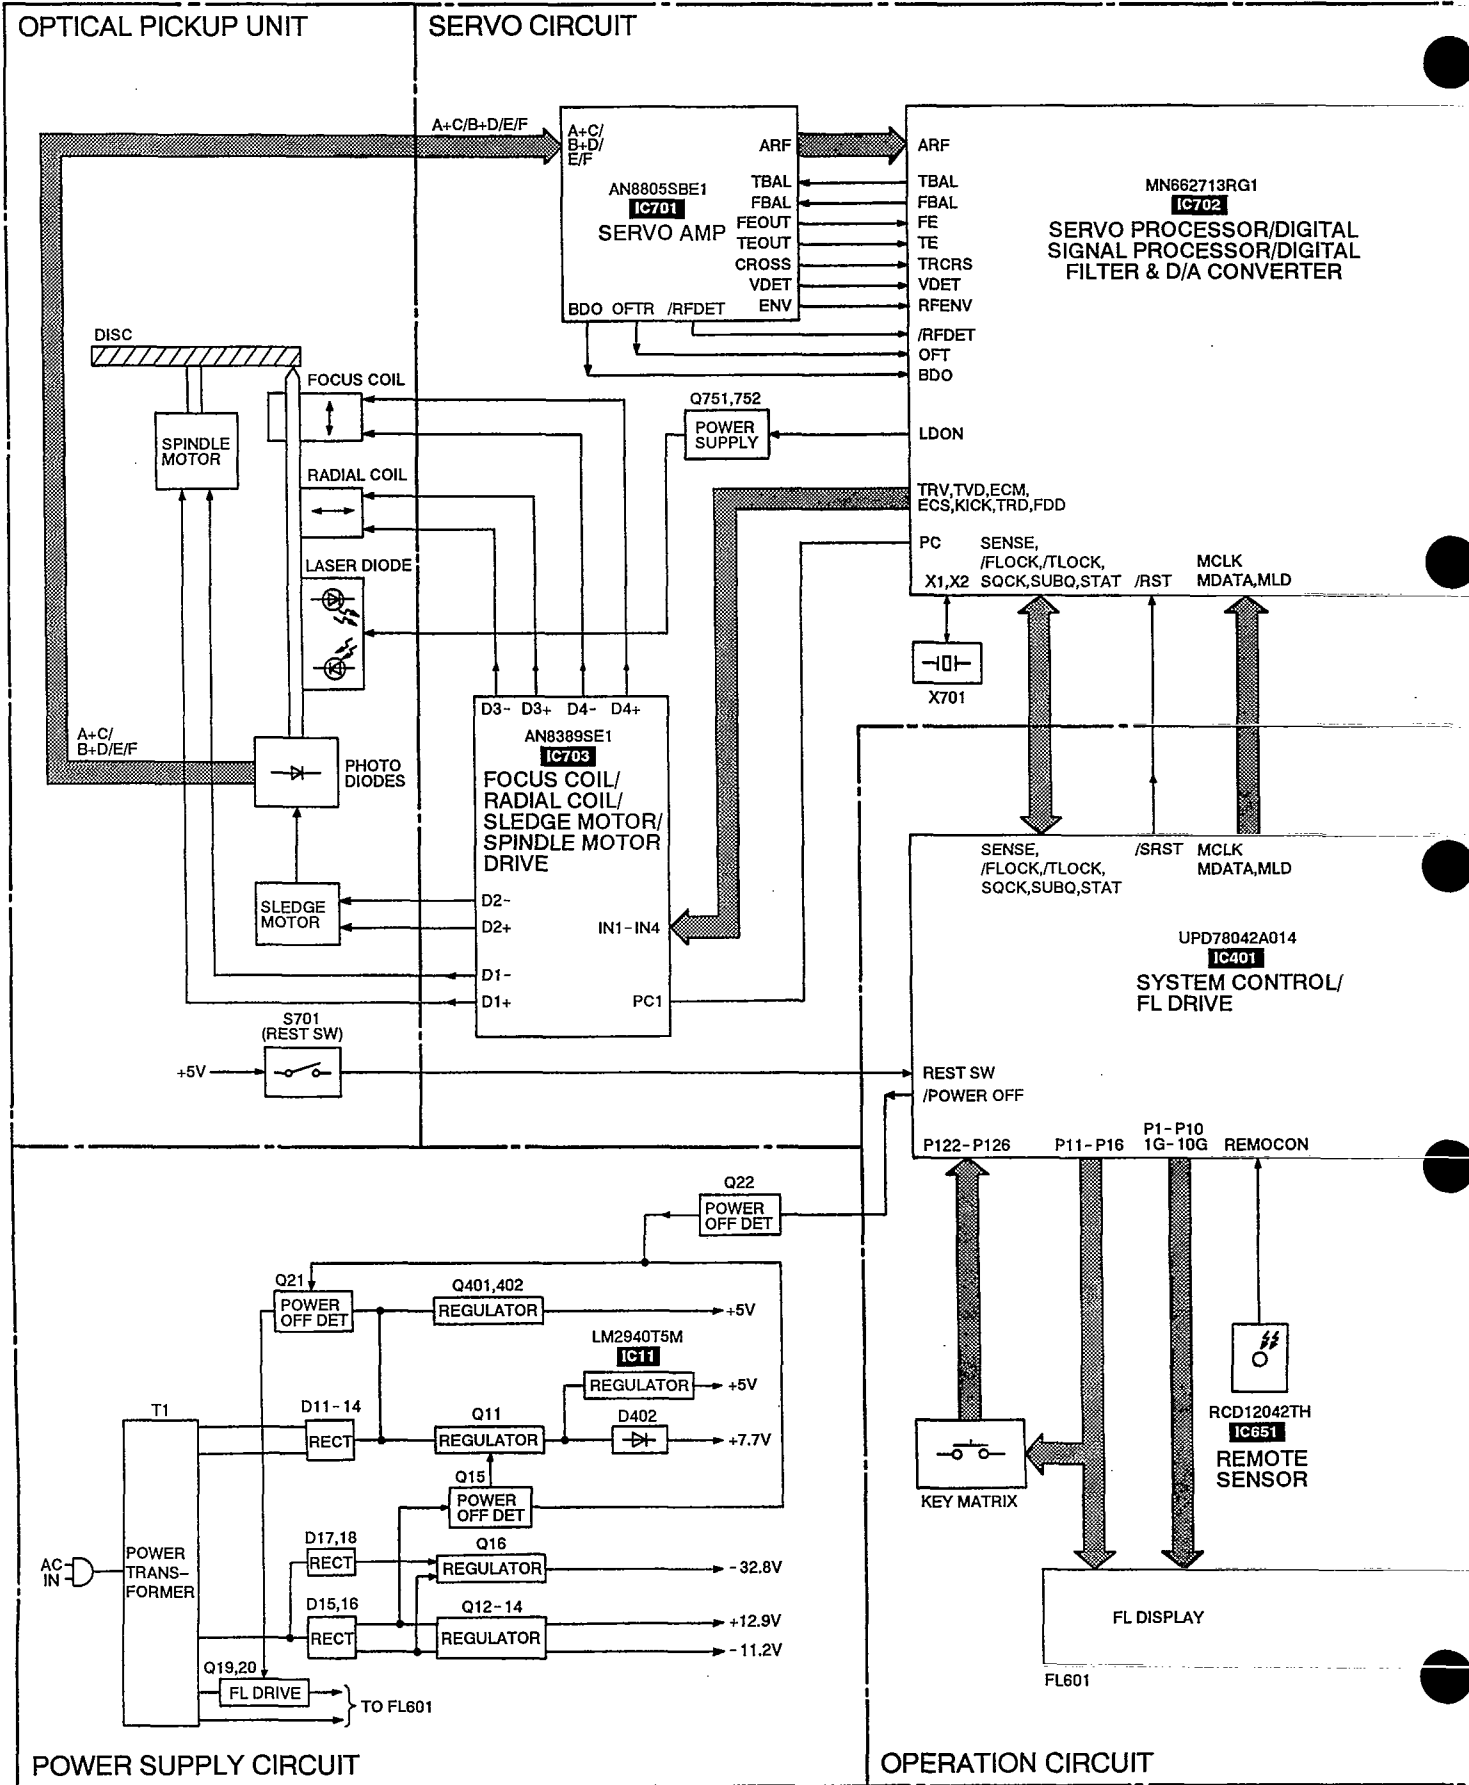 OPTICAL PICKUP UNIT
SERVO CIRCUIT
A+C/B+D/E/F
A+C/
B+D/
E/F
ARF
TBAL
FBAL
FEOUT
TEOUT
CROSS
VDET
ENV
AN8805SBE1
IC701
SERVO AMP
BDO OFTR /RFDET
ARF
TBAL
FBAL
FE
TE
TRCRS
VDET
RFENV
/RFDET
OFT
BDO
MN662713RG1
IC702
SERVO PROCESSOR/DIGITAL
SIGNAL PROCESSOR/DIGITAL
FILTER & D/A CONVERTER
DISC
FOCUS COIL
SPINDLE
MOTOR
RADIAL COIL
LASER DIODE
Q751,752
POWER
SUPPLY
LDON
TRV,TVD,ECM,
ECS,KICK,TRD,FDD
PC
X1,X2
SENSE,
/FLOCK,/TLOCK,
SQCK,SUBQ,STAT
/RST
MCLK
MDATA,MLD
X701
A+C/
B+D/E/F
PHOTO
DIODES
D3- D3+ D4- D4+
AN8389SE1
IC703
FOCUS COIL/
RADIAL COIL/
SLEDGE MOTOR/
SPINDLE MOTOR
DRIVE
SLEDGE
MOTOR
D2-
D2+
D1-
D1+
IN1-IN4
PC1
SENSE,
/FLOCK,/TLOCK,
SQCK,SUBQ,STAT
/SRST
MCLK
MDATA,MLD
UPD78042A014
IC401
SYSTEM CONTROL/
FL DRIVE
S701
(REST SW)
+5V
REST SW
/POWER OFF
P122-P126
P11-P16
P1-P10
1G-10G
REMOCON
Q22
POWER
OFF DET
Q21
POWER
OFF DET
Q401,402
REGULATOR
+5V
LM2940T5M
IC11
REGULATOR
+5V
T1
D11-14
RECT
Q11
REGULATOR
D402
+7.7V
Q15
POWER
OFF DET
AC
IN
POWER
TRANS-
FORMER
D17,18
RECT
Q16
REGULATOR
-32.8V
D15,16
RECT
Q12-14
REGULATOR
+12.9V
-11.2V
Q19,20
FL DRIVE
TO FL601
KEY MATRIX
RCD12042TH
IC651
REMOTE
SENSOR
FL DISPLAY
FL601
POWER SUPPLY CIRCUIT
OPERATION CIRCUIT